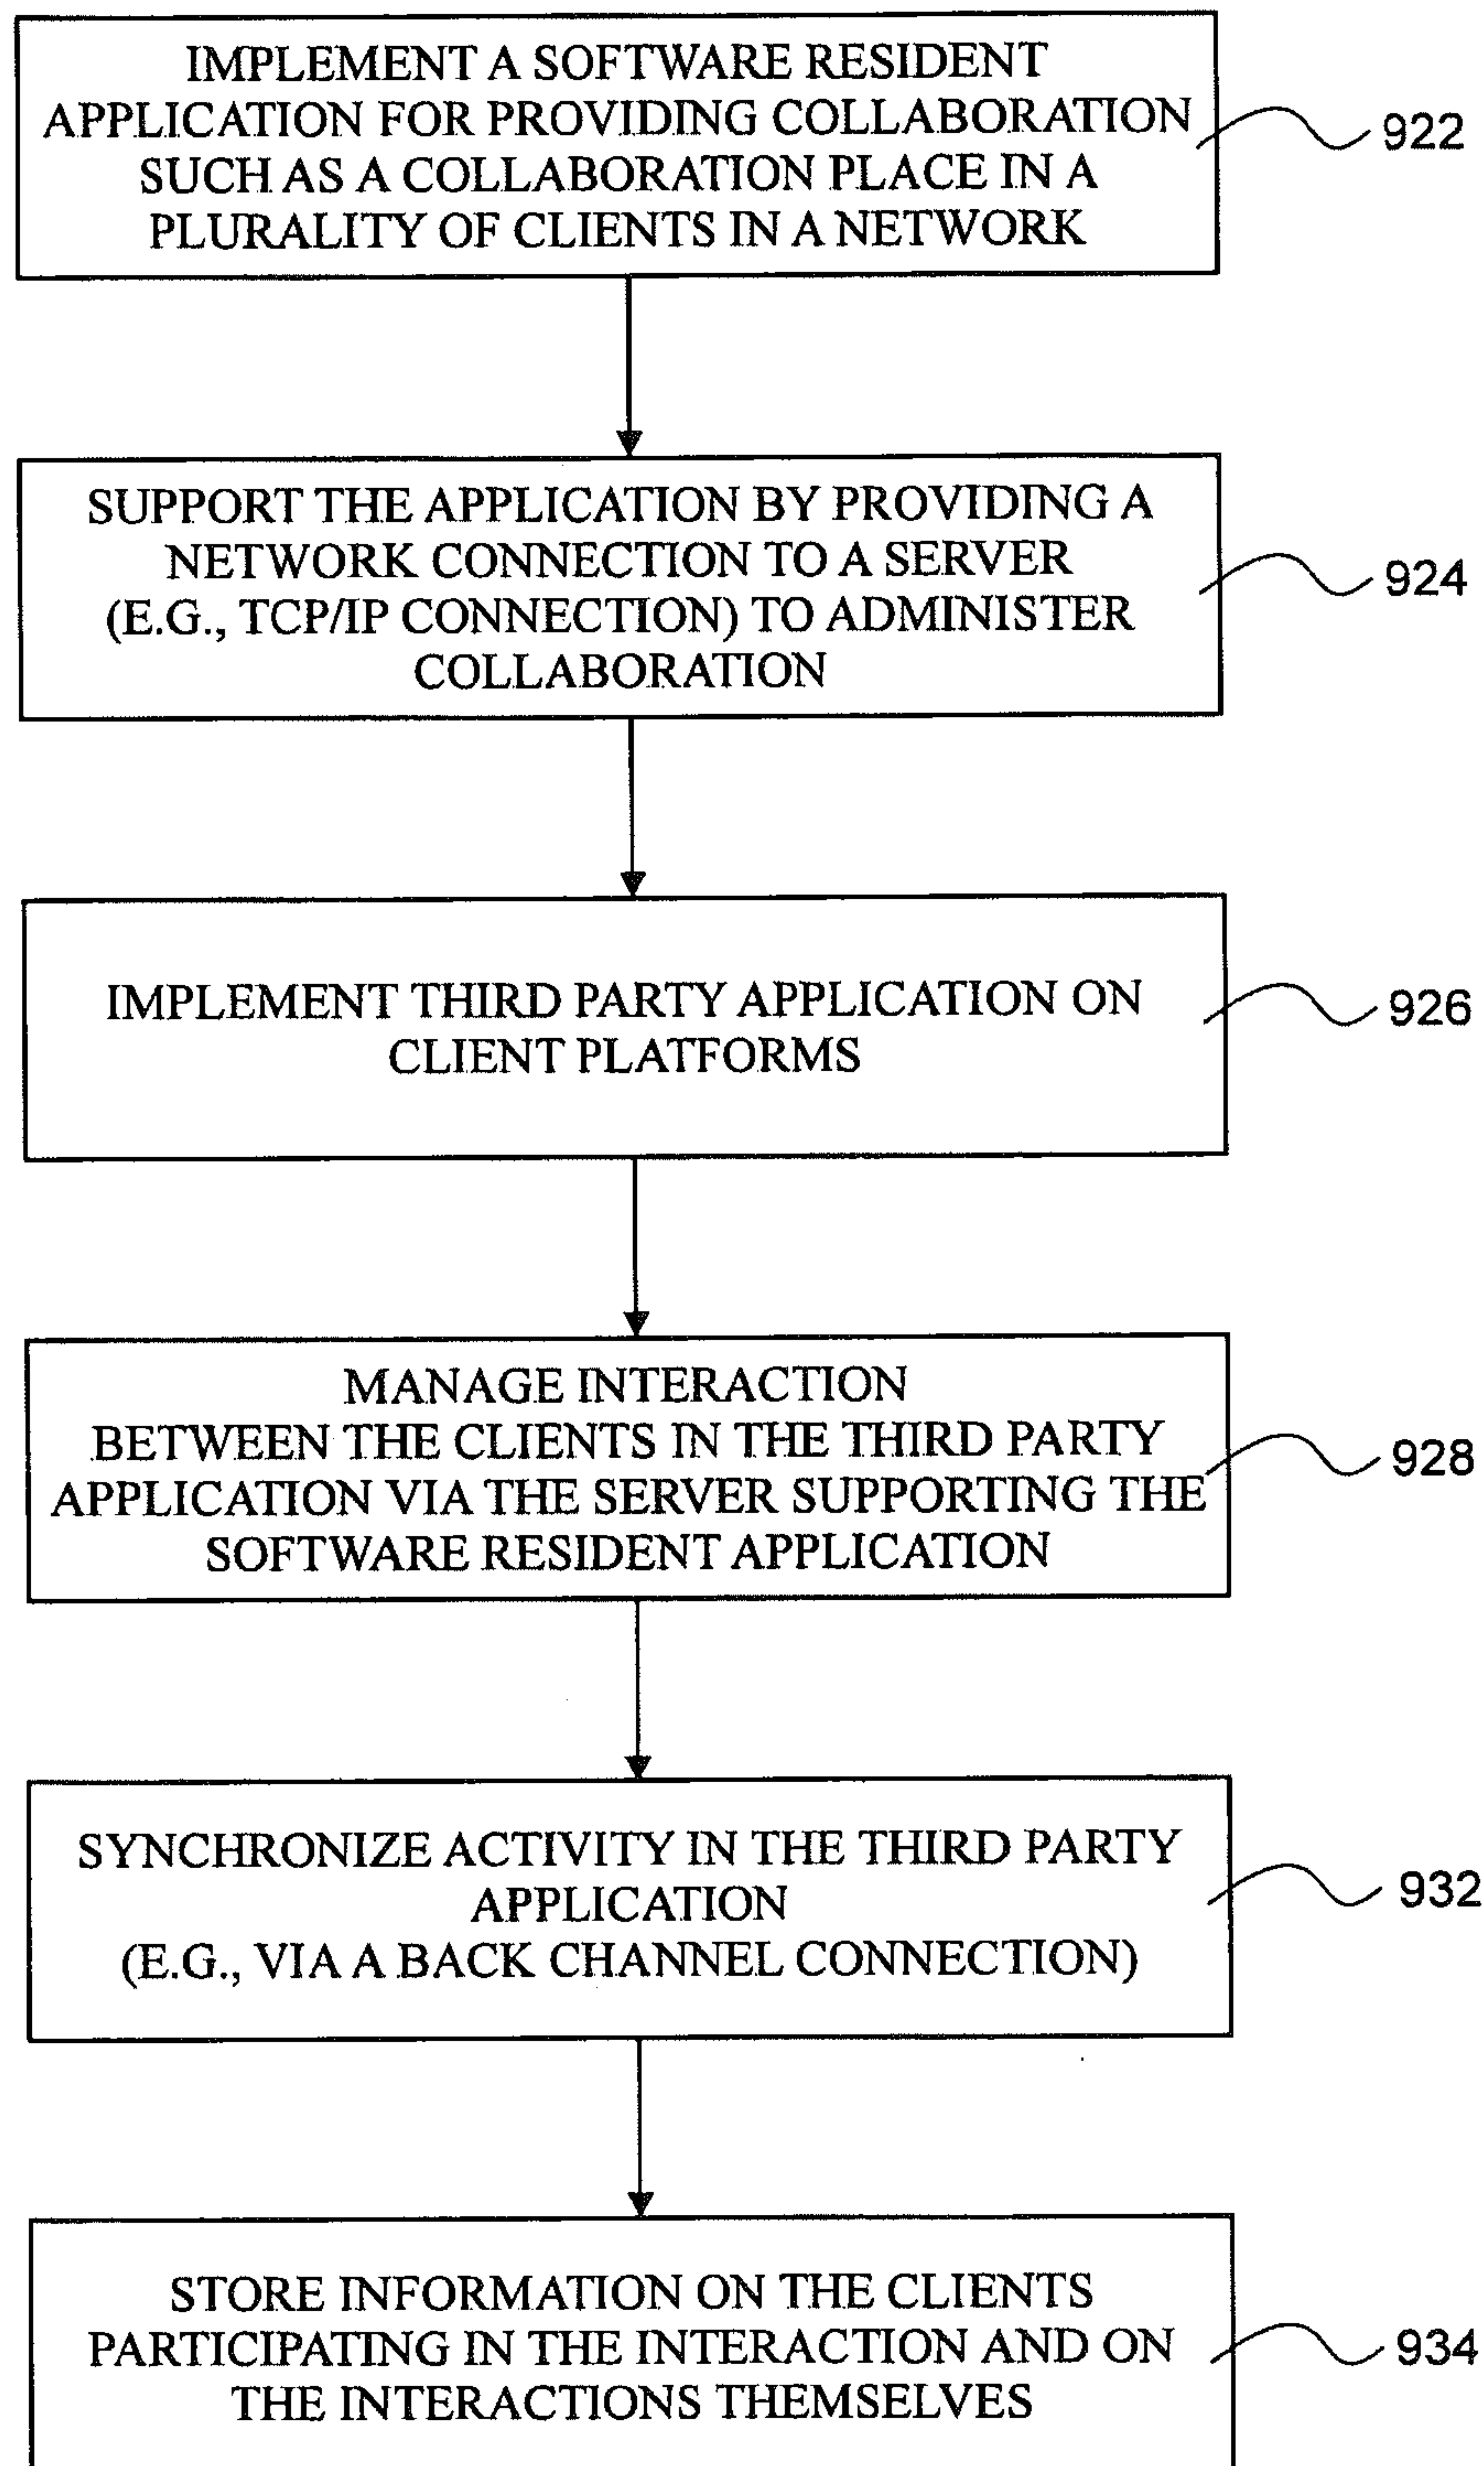 IMPLEMENT A SOFTWARE RESIDENT
APPLICATION FOR PROVIDING COLLABORATION
SUCH AS A COLLABORATION PLACE IN A
PLURALITY OF CLIENTS IN A NETWORK
922
SUPPORT THE APPLICATION BY PROVIDING A
NETWORK CONNECTION TO A SERVER
(E.G., TCP/IP CONNECTION) TO ADMINISTER
COLLABORATION
924
IMPLEMENT THIRD PARTY APPLICATION ON
CLIENT PLATFORMS
926
MANAGE INTERACTION
BETWEEN THE CLIENTS IN THE THIRD PARTY
APPLICATION VIA THE SERVER SUPPORTING THE
SOFTWARE RESIDENT APPLICATION
928
SYNCHRONIZE ACTIVITY IN THE THIRD PARTY
APPLICATION
(E.G., VIA A BACK CHANNEL CONNECTION)
932
STORE INFORMATION ON THE CLIENTS
PARTICIPATING IN THE INTERACTION AND ON
THE INTERACTIONS THEMSELVES
934